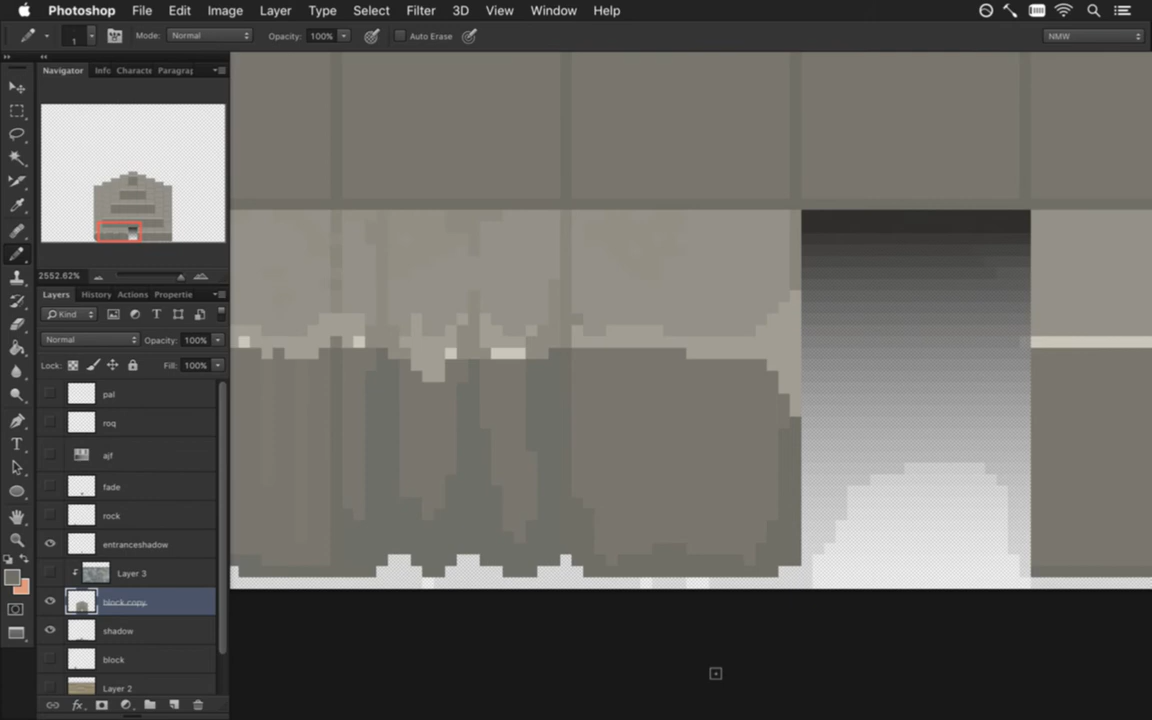 Photoshop File Edit Image Layer Type Select Filter 3D View Window Help
1 Mode: Normal Opacity: 100% Auto Erase NMW
Navigator Info Characte Paragrap
2552.62%
Layers History Actions Propertie
Kind
Normal Opacity: 100%
Lock: Fill: 100%
pal
roq
ajf
fade
rock
entranceshadow
Layer 3
block copy
shadow
block
Layer 2
fx